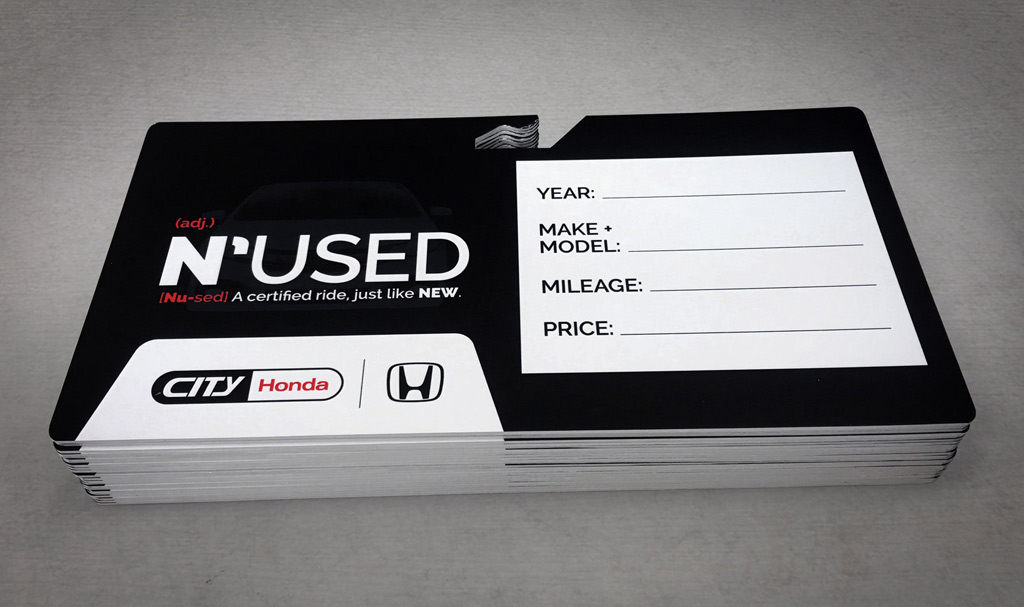 (adj.)
N'USED
[Nu-sed] A certified ride, just like NEW.
CITY Honda
YEAR:
MAKE +
MODEL:
MILEAGE:
PRICE: